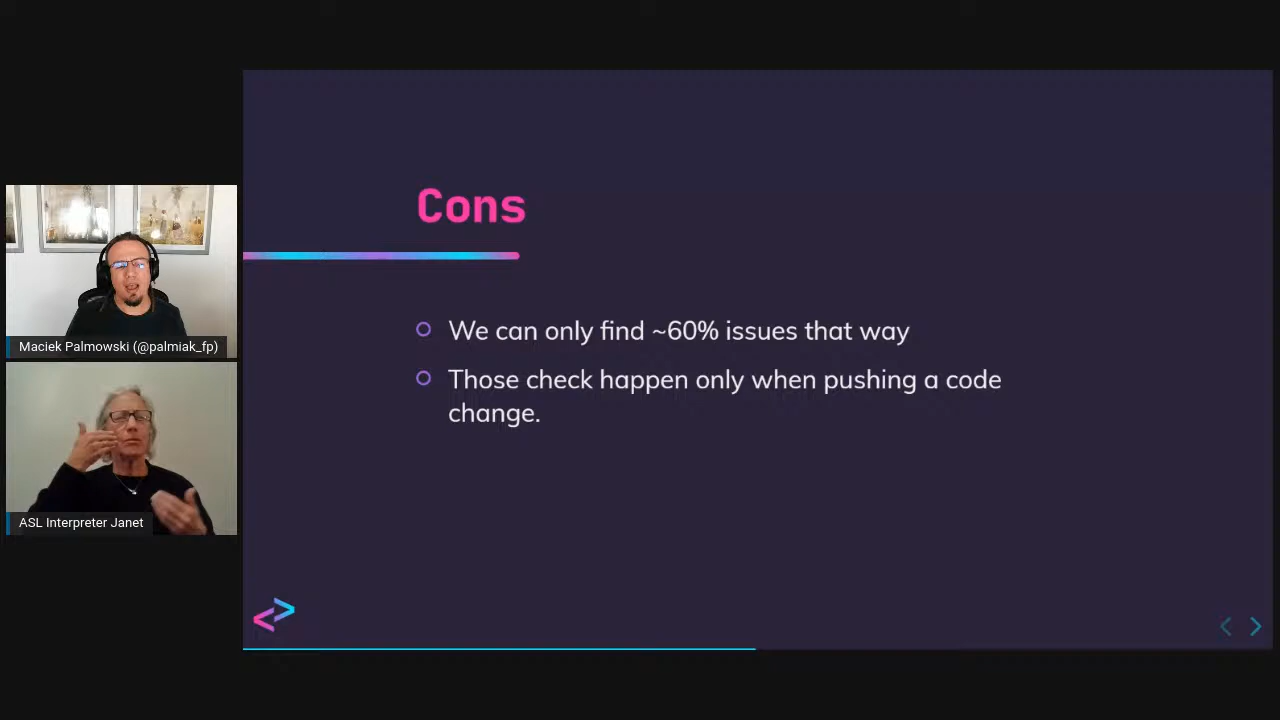 Cons
We can only find ~60% issues that way
Those check happen only when pushing a code
change.
Maciek Palmowski (@palmiak_fp)
ASL Interpreter Janet